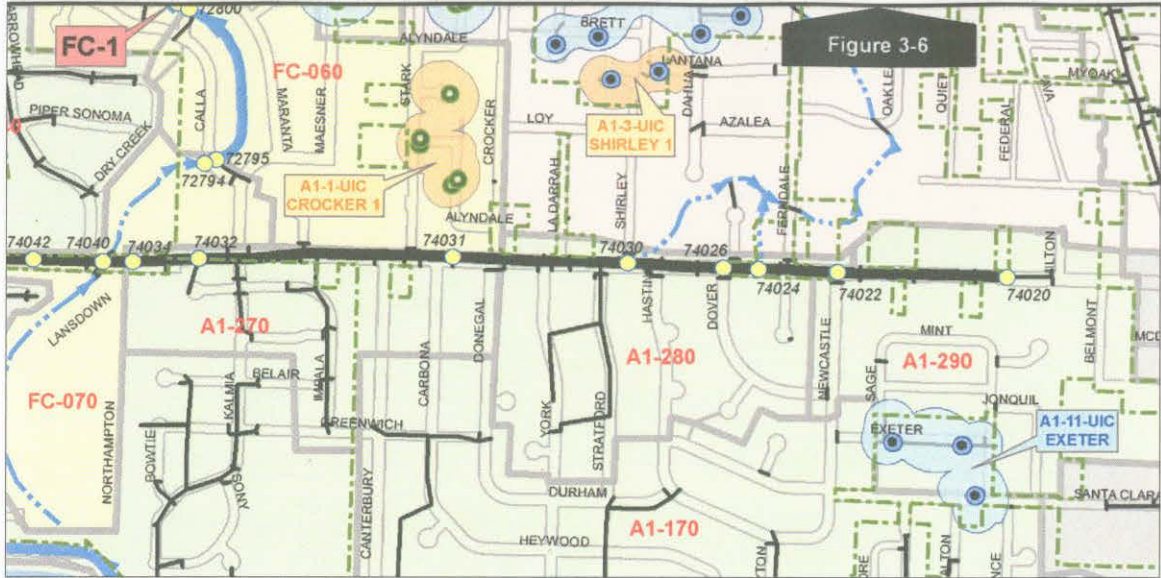 72800
ARROWHEAD
FC-1
BRETT
Figure 3-6
ALYNDALE
LANTANA
FC-060
STARK
DAHLIA
QUIET
MYOAK
PIPER SONOMA
CALLA
MARANTA
MAESNER
CROCKER
LOY
A1-3-UIC
SHIRLEY 1
AZALEA
FEDERAL
DRY CREEK
72795
72794
A1-1-UIC
CROCKER 1
LA DARRAH
SHIRLEY
FERNDALE
ALYNDALE
74042
74040
74034
74032
74031
74030
74026
74024
74022
74020
LANSDOWN
A1-270
DONEGAL
DOVER
MINT
BELMONT
A1-280
A1-290
FC-070
KALMIA
BELAIR
IMPALA
CARBONA
NEWCASTLE
SAGE
JONQUIL
NORTHAMPTON
BOWTIE
YORK
STRATFORD
EXETER
A1-11-UIC
EXETER
CANTERBURY
DURHAM
SANTA CLARA
HEYWOOD
A1-170